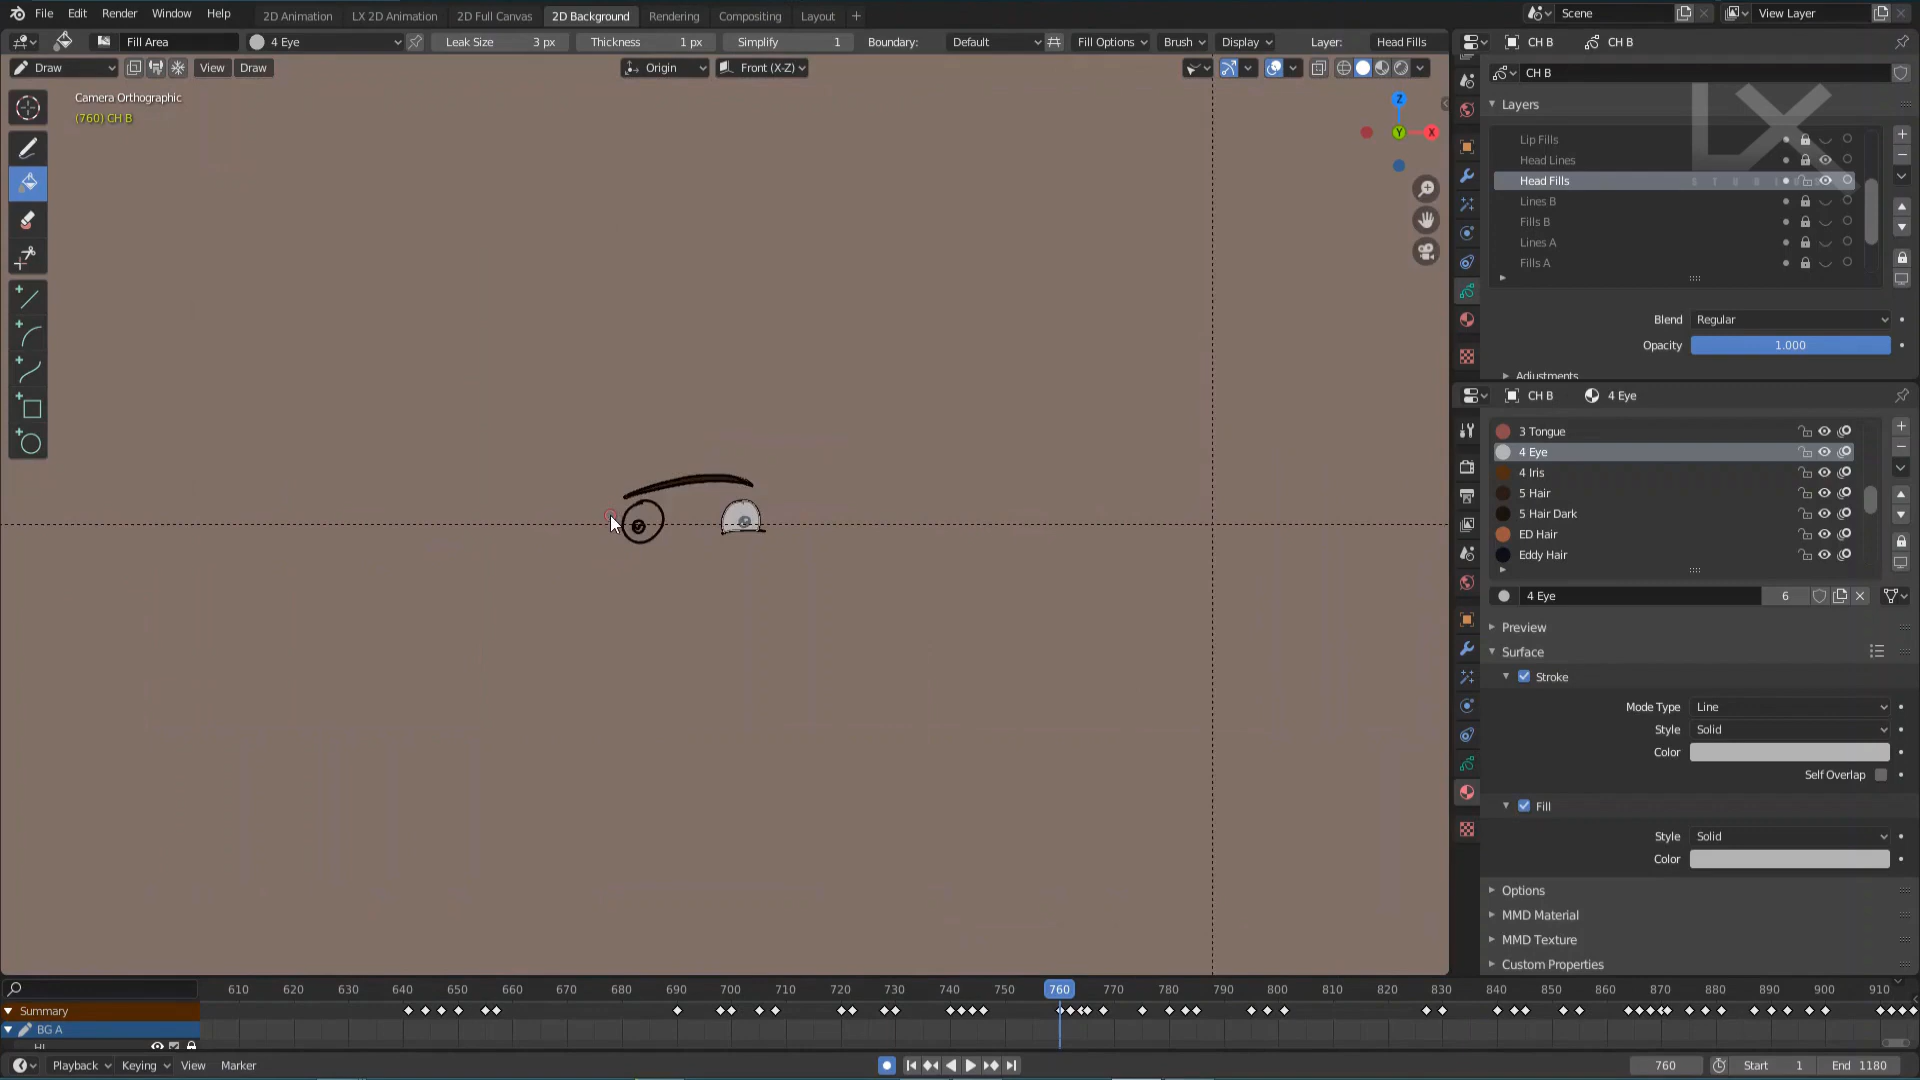 File Edit Render Window Help 2D Animation LX 2D Animation 2D Full Canvas 2D Background Rendering Compositing Layout + Scene View Layer
Fill Area 4 Eye Leak Size 3 px Thickness 1 px Simplify 1 Boundary: Default Fill Options Brush Display Layer: Head Fills CH B CH B
Draw View Draw Origin Front (X-Z) CH B
Camera Orthographic
(760) CH B
Z
Y
X
Layers
LX
Lip Fills
Head Lines
Head Fills
Lines B
Fills B
Lines A
Fills A
Blend Regular
Opacity 1.000
Adjustments
CH B 4 Eye
3 Tongue
4 Eye
4 Iris
5 Hair
5 Hair Dark
ED Hair
Eddy Hair
4 Eye 6
Preview
Surface
Stroke
Mode Type Line
Style Solid
Color
Self Overlap
Fill
Style Solid
Color
Options
MMD Material
MMD Texture
Custom Properties
610 620 630 640 650 660 670 680 690 700 710 720 730 740 750 760 770 780 790 800 810 820 830 840 850 860 870 880 890 900 910
Summary
BG A
Playback Keying View Marker 760 Start 1 End 1180